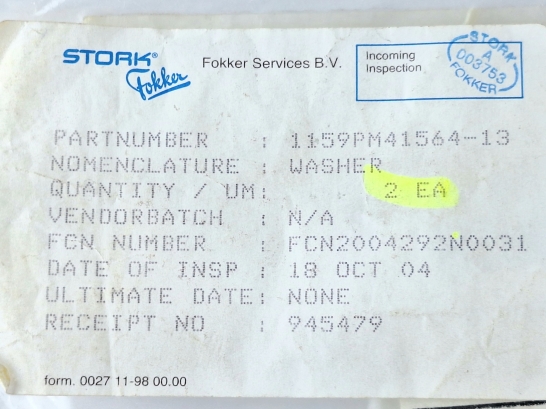 STORK®
Fokker
Fokker Services B.V.
Incoming
Inspection
STORK
A
003753
FOKKER
PARTNUMBER : 1159PM41564-13
NOMENCLATURE : WASHER
QUANTITY / UM: 2 EA
VENDORBATCH : N/A
FCN NUMBER : FCN2004292N0031
DATE OF INSP : 18 OCT 04
ULTIMATE DATE: NONE
RECEIPT NO : 945479
form. 0027 11-98 00.00